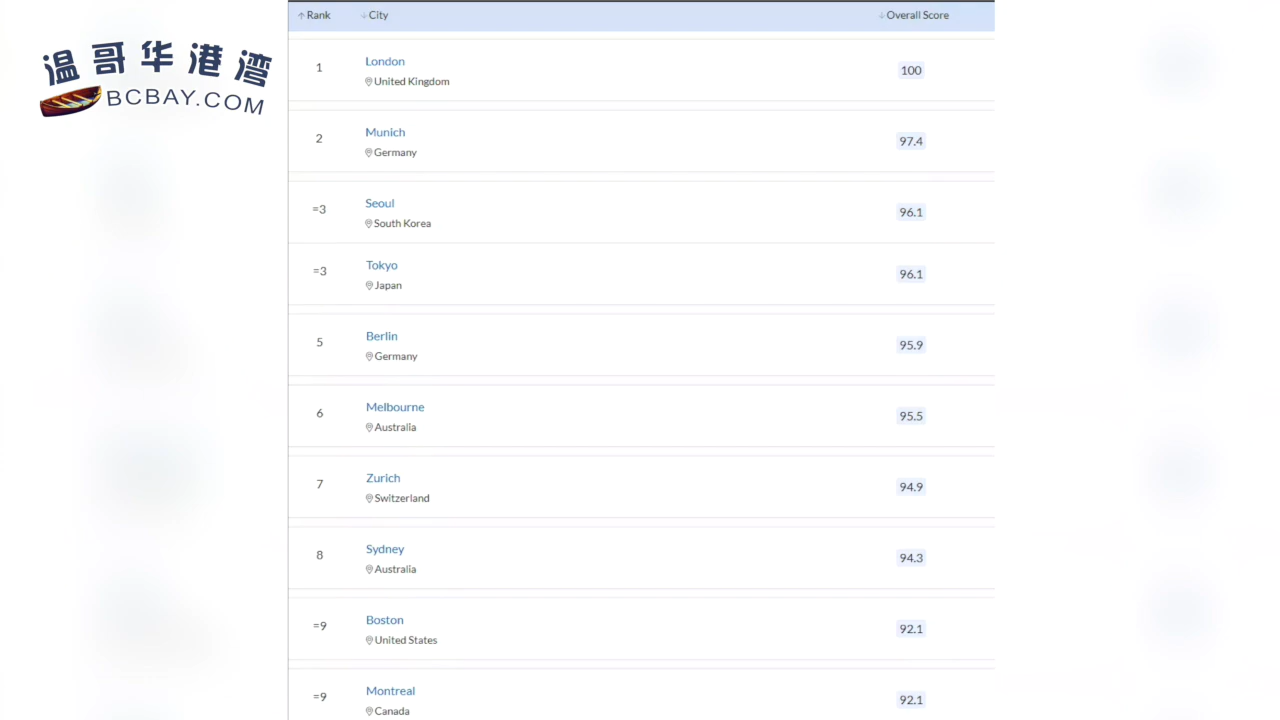 温哥华港湾
BCBAY.COM
Rank City Overall Score
1 London 100
United Kingdom
2 Munich 97.4
Germany
=3 Seoul 96.1
South Korea
=3 Tokyo 96.1
Japan
5 Berlin 95.9
Germany
6 Melbourne 95.5
Australia
7 Zurich 94.9
Switzerland
8 Sydney 94.3
Australia
=9 Boston 92.1
United States
=9 Montreal 92.1
Canada